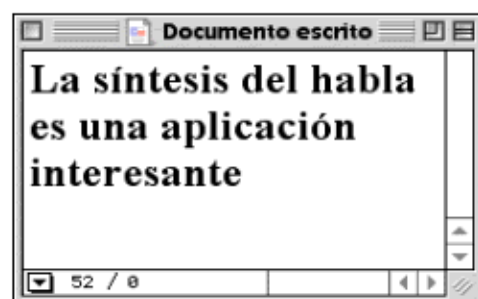 Documento escrito
La síntesis del habla
es una aplicación
interesante
52 / 0